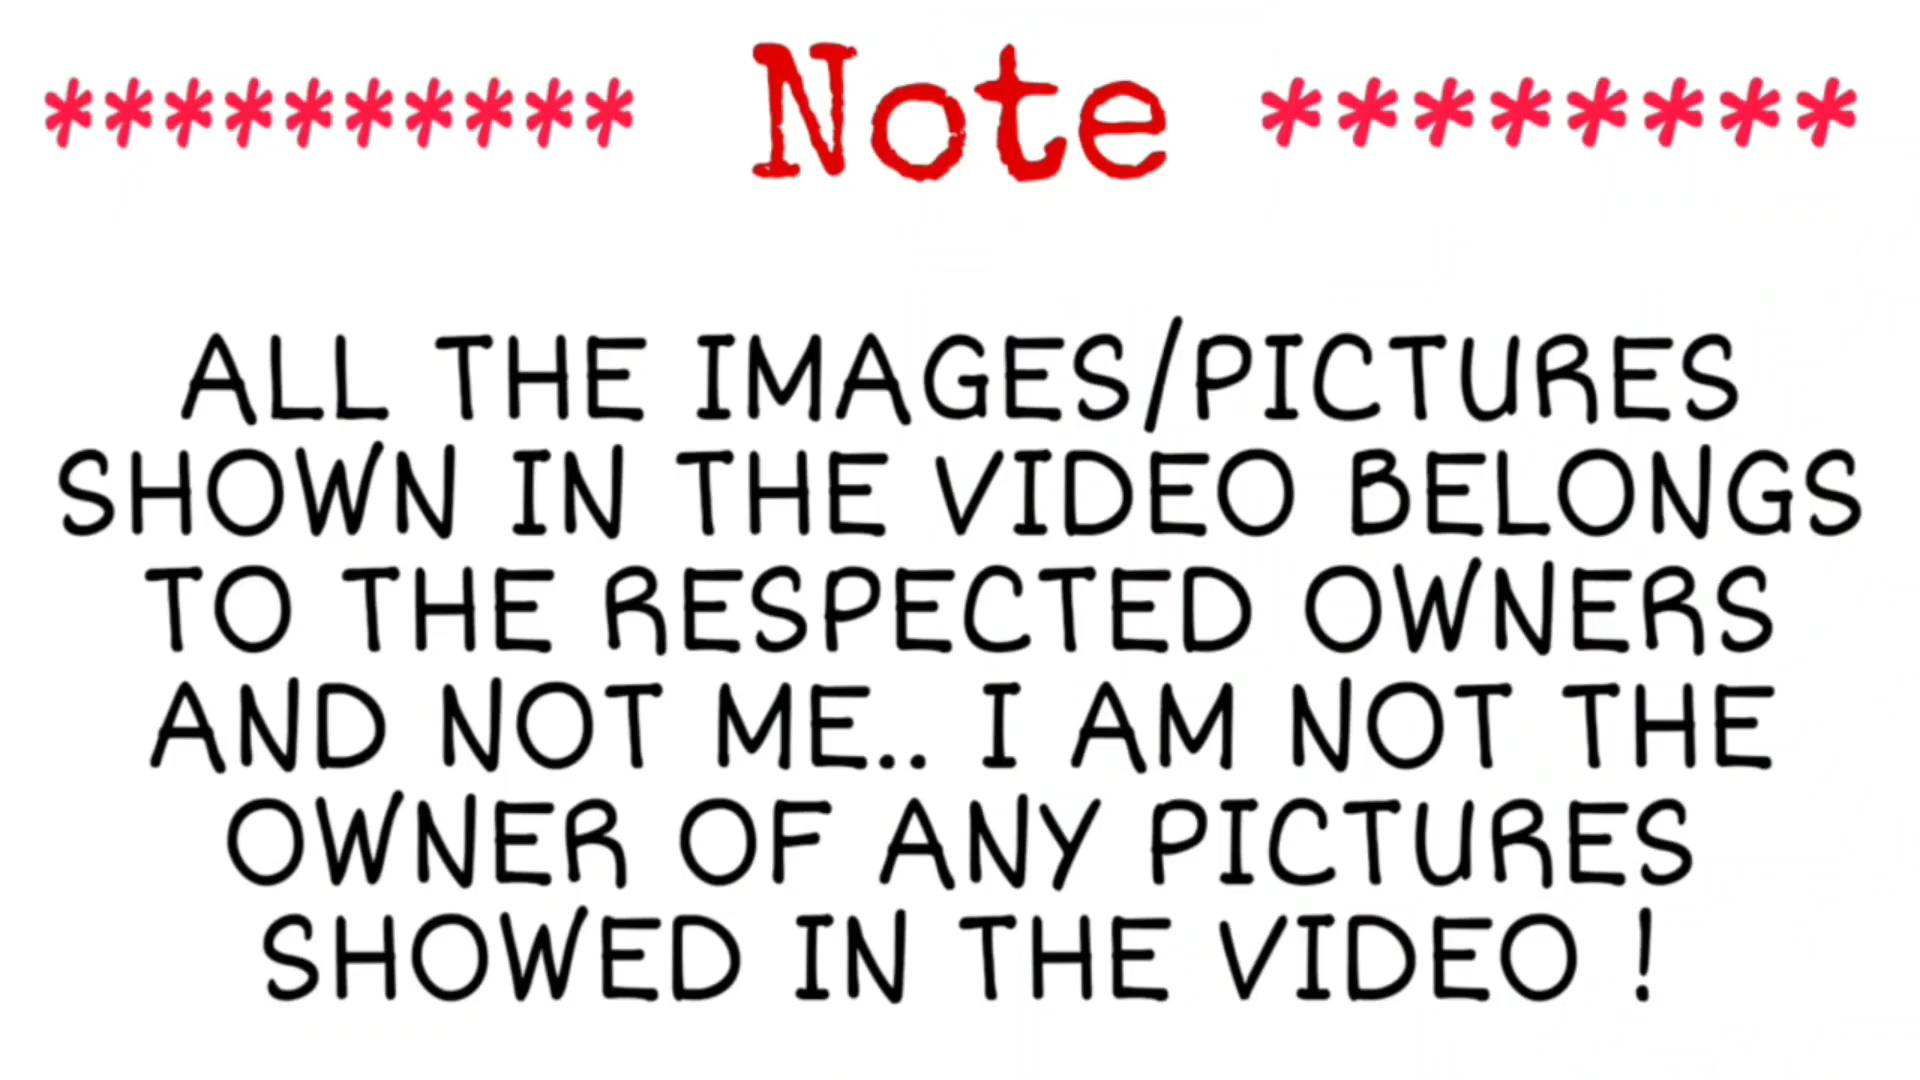 ********** Note ********
ALL THE IMAGES/PICTURES
SHOWN IN THE VIDEO BELONGS
TO THE RESPECTED OWNERS
AND NOT ME.. I AM NOT THE
OWNER OF ANY PICTURES
SHOWED IN THE VIDEO !